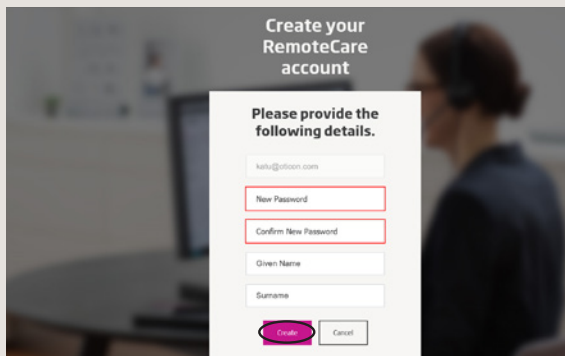 Create your
RemoteCare
account
Please provide the
following details.
kalu@oticon.com
New Password
Confirm New Password
Given Name
Surname
Create Cancel